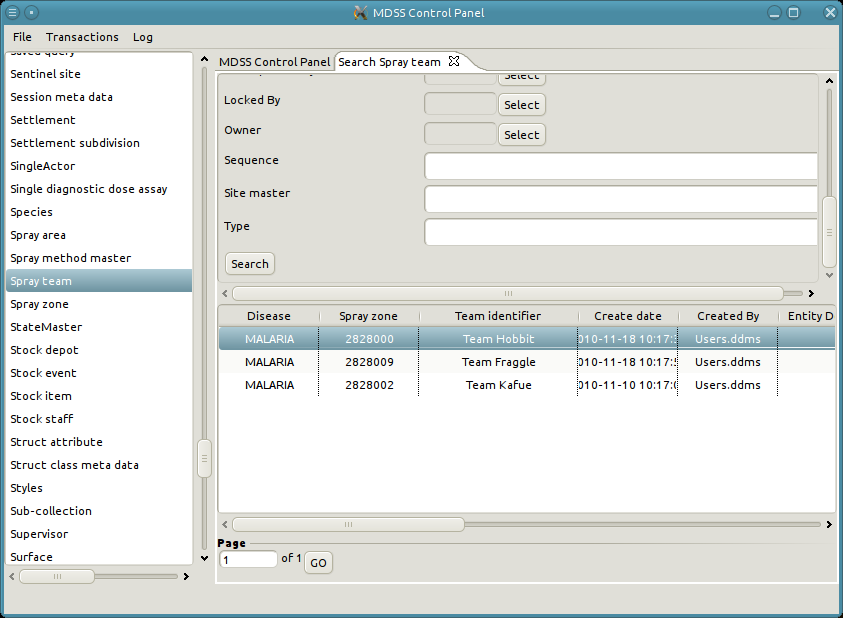 MDSS Control Panel
File Transactions Log
Saved query
Sentinel site
Session meta data
Settlement
Settlement subdivision
SingleActor
Single diagnostic dose assay
Species
Spray area
Spray method master
Spray team
Spray zone
StateMaster
Stock depot
Stock event
Stock item
Stock staff
Struct attribute
Struct class meta data
Styles
Sub-collection
Supervisor
Surface
MDSS Control Panel Search Spray team
Select
Locked By Select
Owner Select
Sequence
Site master
Type
Search
Disease Spray zone Team identifier Create date Created By Entity D
MALARIA 2828000 Team Hobbit 010-11-18 10:17: Users.ddms
MALARIA 2828009 Team Fraggle 010-11-18 10:17: Users.ddms
MALARIA 2828002 Team Kafue 010-11-10 10:17: Users.ddms
Page
1 of 1 GO